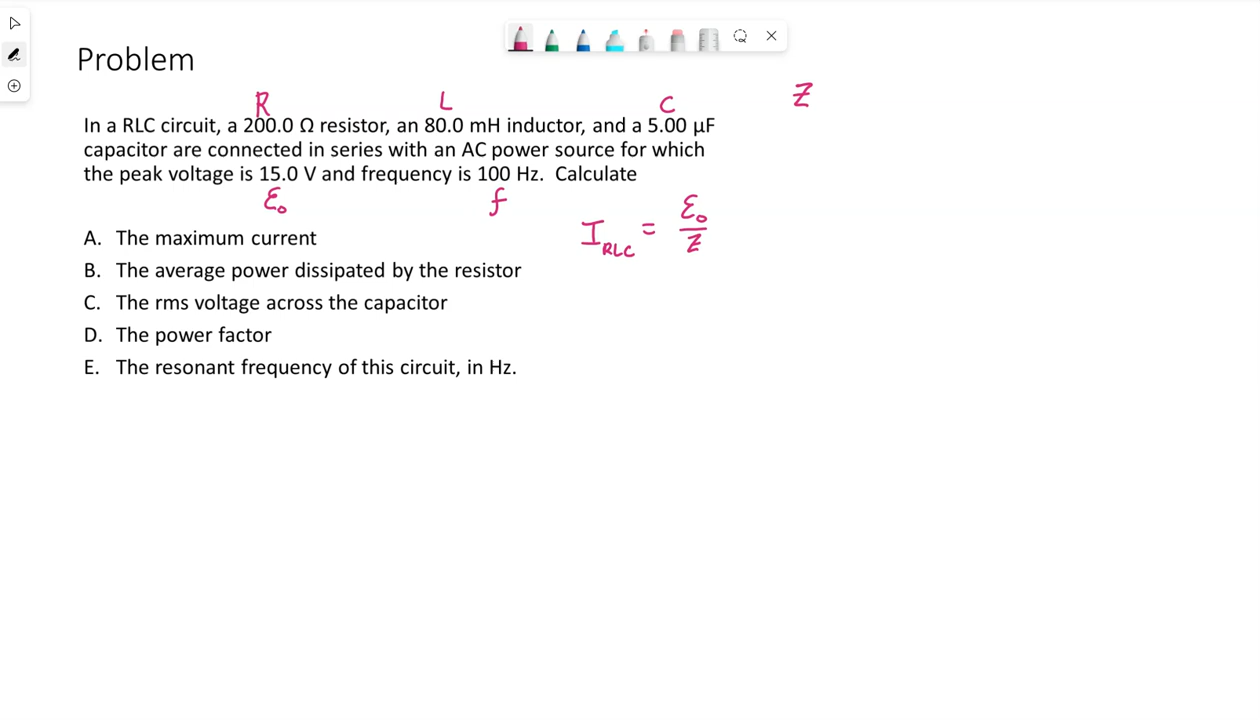 Problem
R L C Z
In a RLC circuit, a 200.0 Ω resistor, an 80.0 mH inductor, and a 5.00 μF
capacitor are connected in series with an AC power source for which
the peak voltage is 15.0 V and frequency is 100 Hz. Calculate
ℰ₀ f
I_RLC = ℰ₀/Z
A. The maximum current
B. The average power dissipated by the resistor
C. The rms voltage across the capacitor
D. The power factor
E. The resonant frequency of this circuit, in Hz.